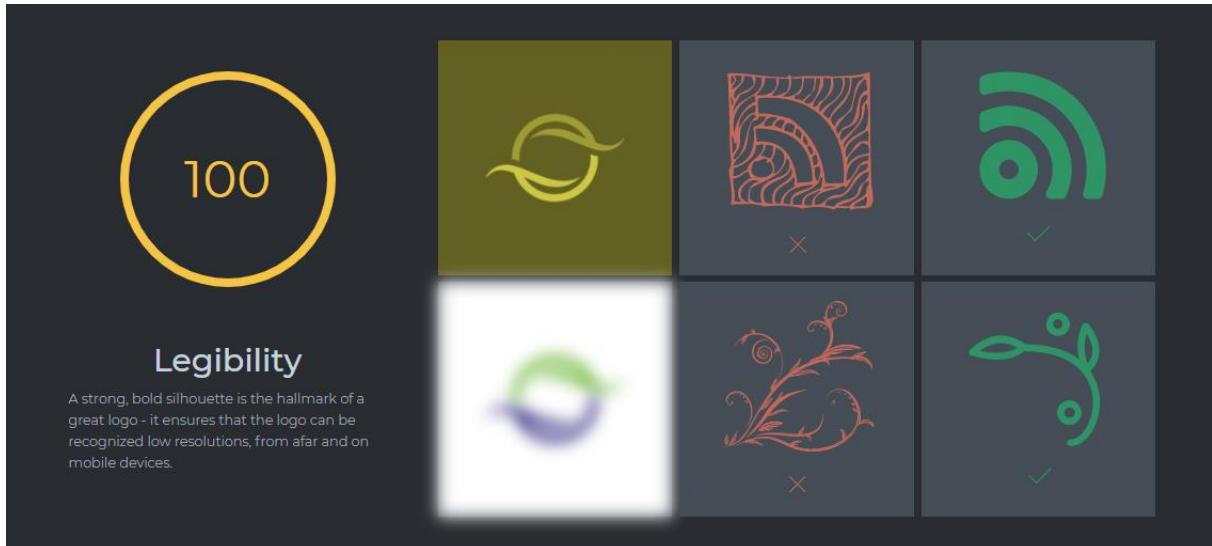 100
Legibility
A strong, bold silhouette is the hallmark of a
great logo - it ensures that the logo can be
recognized low resolutions, from afar and on
mobile devices.